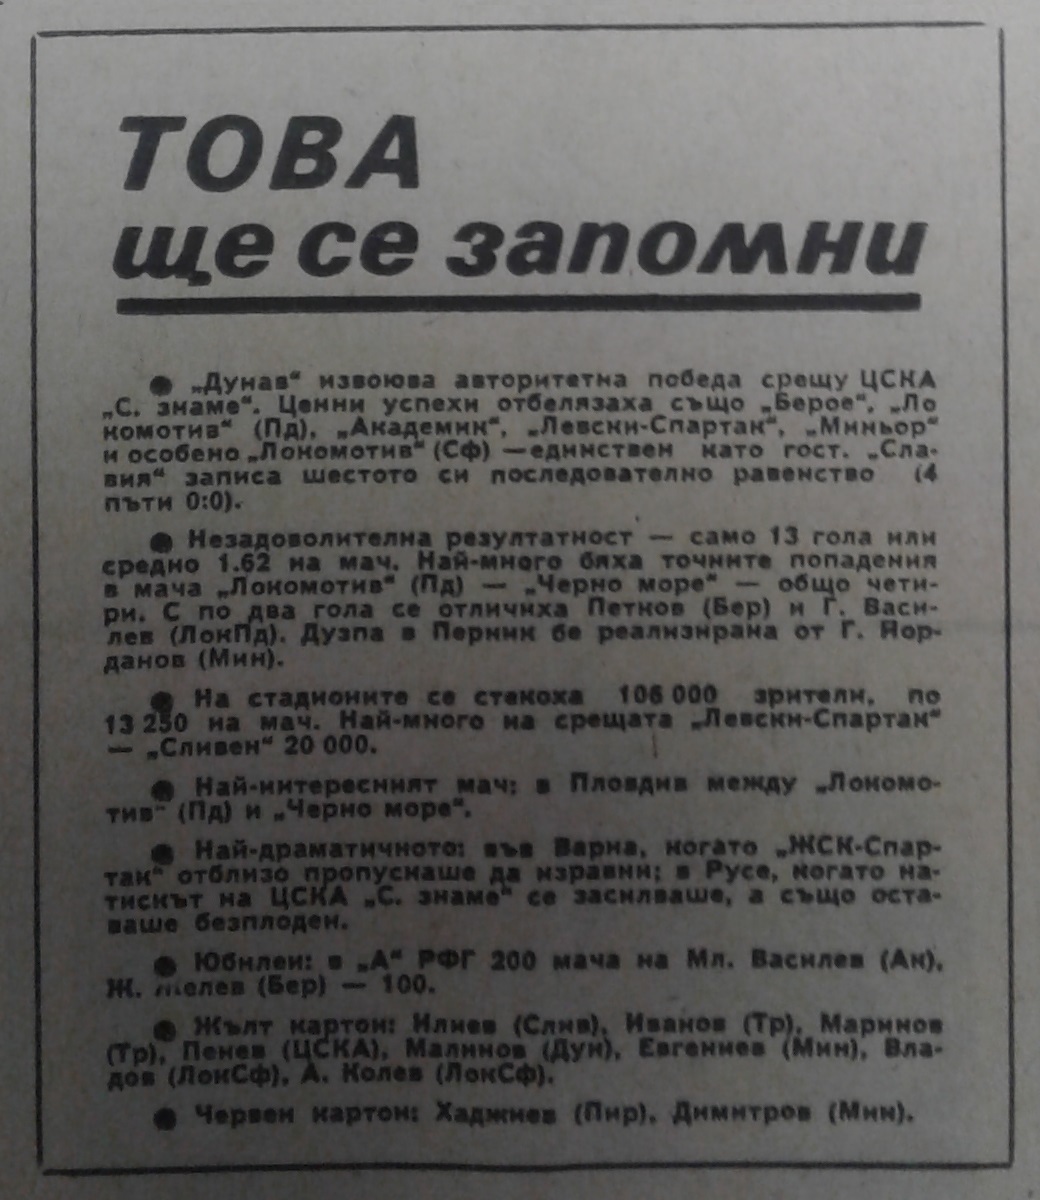 ТОВА
ще се запомни
● „Дунав“ извоюва авторитетна победа срещу ЦСКА
„С. знаме“. Ценни успехи отбелязаха също „Берое“, „Ло
комотив“ (Пд), „Академик“, „Левски-Спартак“, „Миньор“
и особено „Локомотив“ (Сф) —единствен като гост. „Сла-
вия“ записа шестото си последователно равенство (4
пъти 0:0).
● Незадоволителна резултатност — само 13 гола или
средно 1.62 на мач. Най-много бяха точните попадения
в мача „Локомотив“ (Пд) — „Черно море“ — общо чети-
ри. С по два гола се отличиха Петков (Бер) и Г. Васи-
лев (ЛокПд). Дузпа в Перник бе реализирана от Г. Йор-
данов (Мин).
● На стадионите се стекоха 106 000 зрители, по
13 250 на мач. Най-много на срещата „Левски-Спартак“
— „Сливен“ 20 000.
● Най-интересният мач: в Пловдив между „Локомо-
тив“ (Пд) и „Черно море“.
● Най-драматичното: във Варна, когато „ЖСК-Спар-
так“ отблизо пропуснаше да изравни; в Русе, когато на-
тискът на ЦСКА „С. знаме“ се засилваше, а също оста-
ваше безплоден.
● Юбилеи: в „А“ РФГ 200 мача на Мл. Василев (Ак),
Ж. Желев (Бер) — 100.
● Жълт картон: Илиев (Слив), Иванов (Тр), Маринов
(Тр), Пенев (ЦСКА), Малинов (Дун), Евгениев (Мин), Вла-
дов (ЛокСф), А. Колев (ЛокСф).
● Червен картон: Хаджиев (Пир), Димитров (Мин).